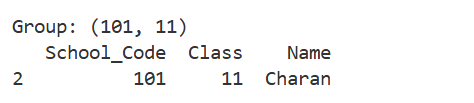 Group: (101, 11)
School_Code Class Name
2 101 11 Charan